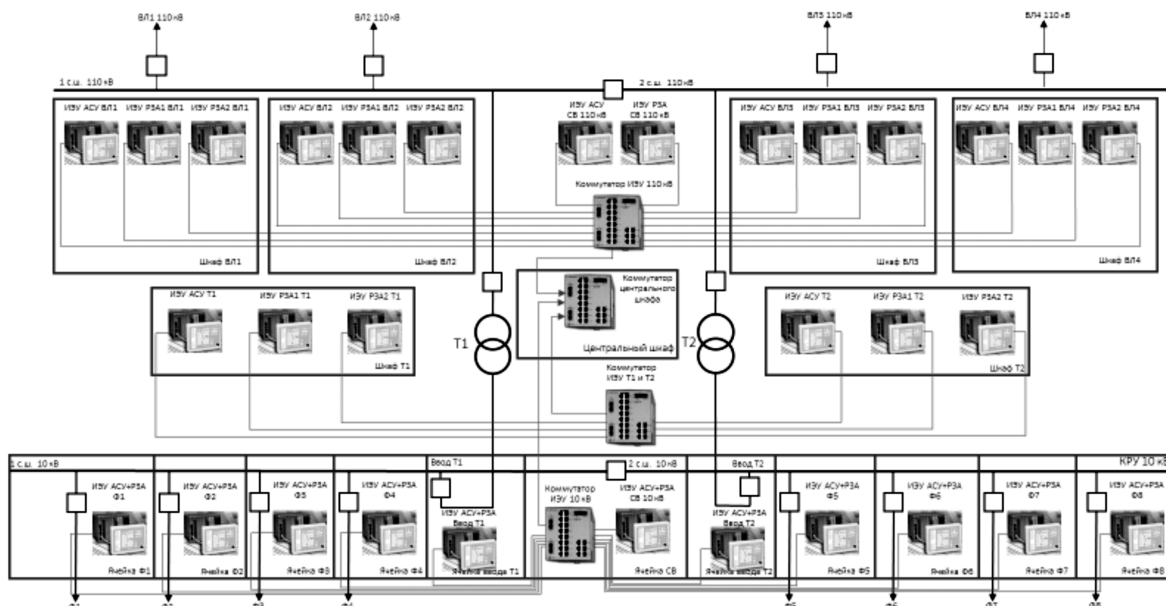 ВЛ1 110 кВ
ВЛ2 110 кВ
ВЛ3 110 кВ
ВЛ4 110 кВ
1 с.ш. 110 кВ
2 с.ш. 110 кВ
ИЭУ АСУ ВЛ1
ИЭУ РЗА1 ВЛ1
ИЭУ РЗА2 ВЛ1
ИЭУ АСУ ВЛ2
ИЭУ РЗА1 ВЛ2
ИЭУ РЗА2 ВЛ2
ИЭУ АСУ
СВ 110 кВ
ИЭУ РЗА
СВ 110 кВ
ИЭУ АСУ ВЛ3
ИЭУ РЗА1 ВЛ3
ИЭУ РЗА2 ВЛ3
ИЭУ АСУ ВЛ4
ИЭУ РЗА1 ВЛ4
ИЭУ РЗА2 ВЛ4
Коммутатор ИЭУ 110 кВ
Шкаф ВЛ1
Шкаф ВЛ2
Шкаф ВЛ3
Шкаф ВЛ4
Коммутатор
центрального
шкафа
Центральный шкаф
ИЭУ АСУ Т1
ИЭУ РЗА1 Т1
ИЭУ РЗА2 Т1
Шкаф Т1
Т1
Т2
ИЭУ АСУ Т2
ИЭУ РЗА1 Т2
ИЭУ РЗА2 Т2
Шкаф Т2
Коммутатор
ИЭУ Т1 и Т2
1 с.ш. 10 кВ
Ввод Т1
2 с.ш. 10 кВ
Ввод Т2
КРУ 10 кВ
ИЭУ АСУ+РЗА
Ф1
ИЭУ АСУ+РЗА
Ф2
ИЭУ АСУ+РЗА
Ф3
ИЭУ АСУ+РЗА
Ф4
ИЭУ АСУ+РЗА
Ввод Т1
Коммутатор
ИЭУ 10 кВ
ИЭУ АСУ+РЗА
СВ 10 кВ
ИЭУ АСУ+РЗА
Ввод Т2
ИЭУ АСУ+РЗА
Ф5
ИЭУ АСУ+РЗА
Ф6
ИЭУ АСУ+РЗА
Ф7
ИЭУ АСУ+РЗА
Ф8
Ячейка Ф1
Ячейка Ф2
Ячейка Ф3
Ячейка Ф4
Ячейка ввода Т1
Ячейка СВ
Ячейка ввода Т2
Ячейка Ф5
Ячейка Ф6
Ячейка Ф7
Ячейка Ф8